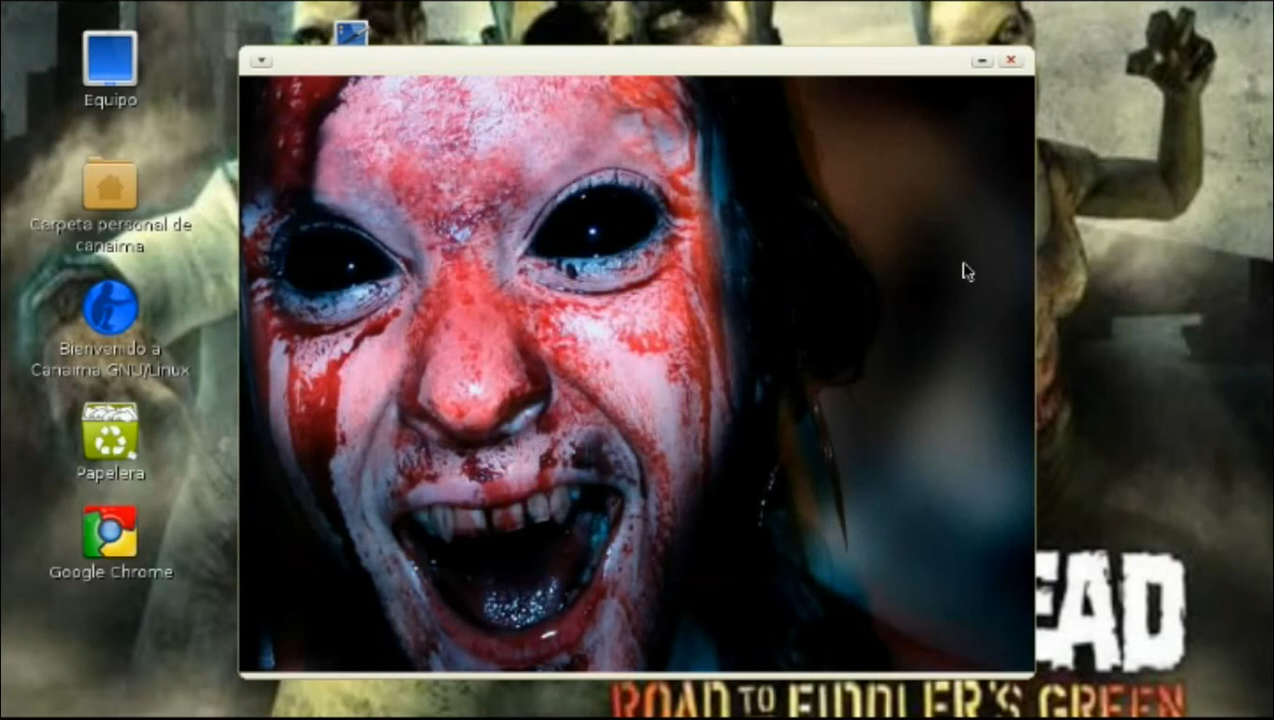 Equipo
Carpeta personal de
canaima
Bienvenido a
Canaima GNU/Linux
Papelera
Google Chrome
EAD
ROAD TO FIDDLER'S GREEN